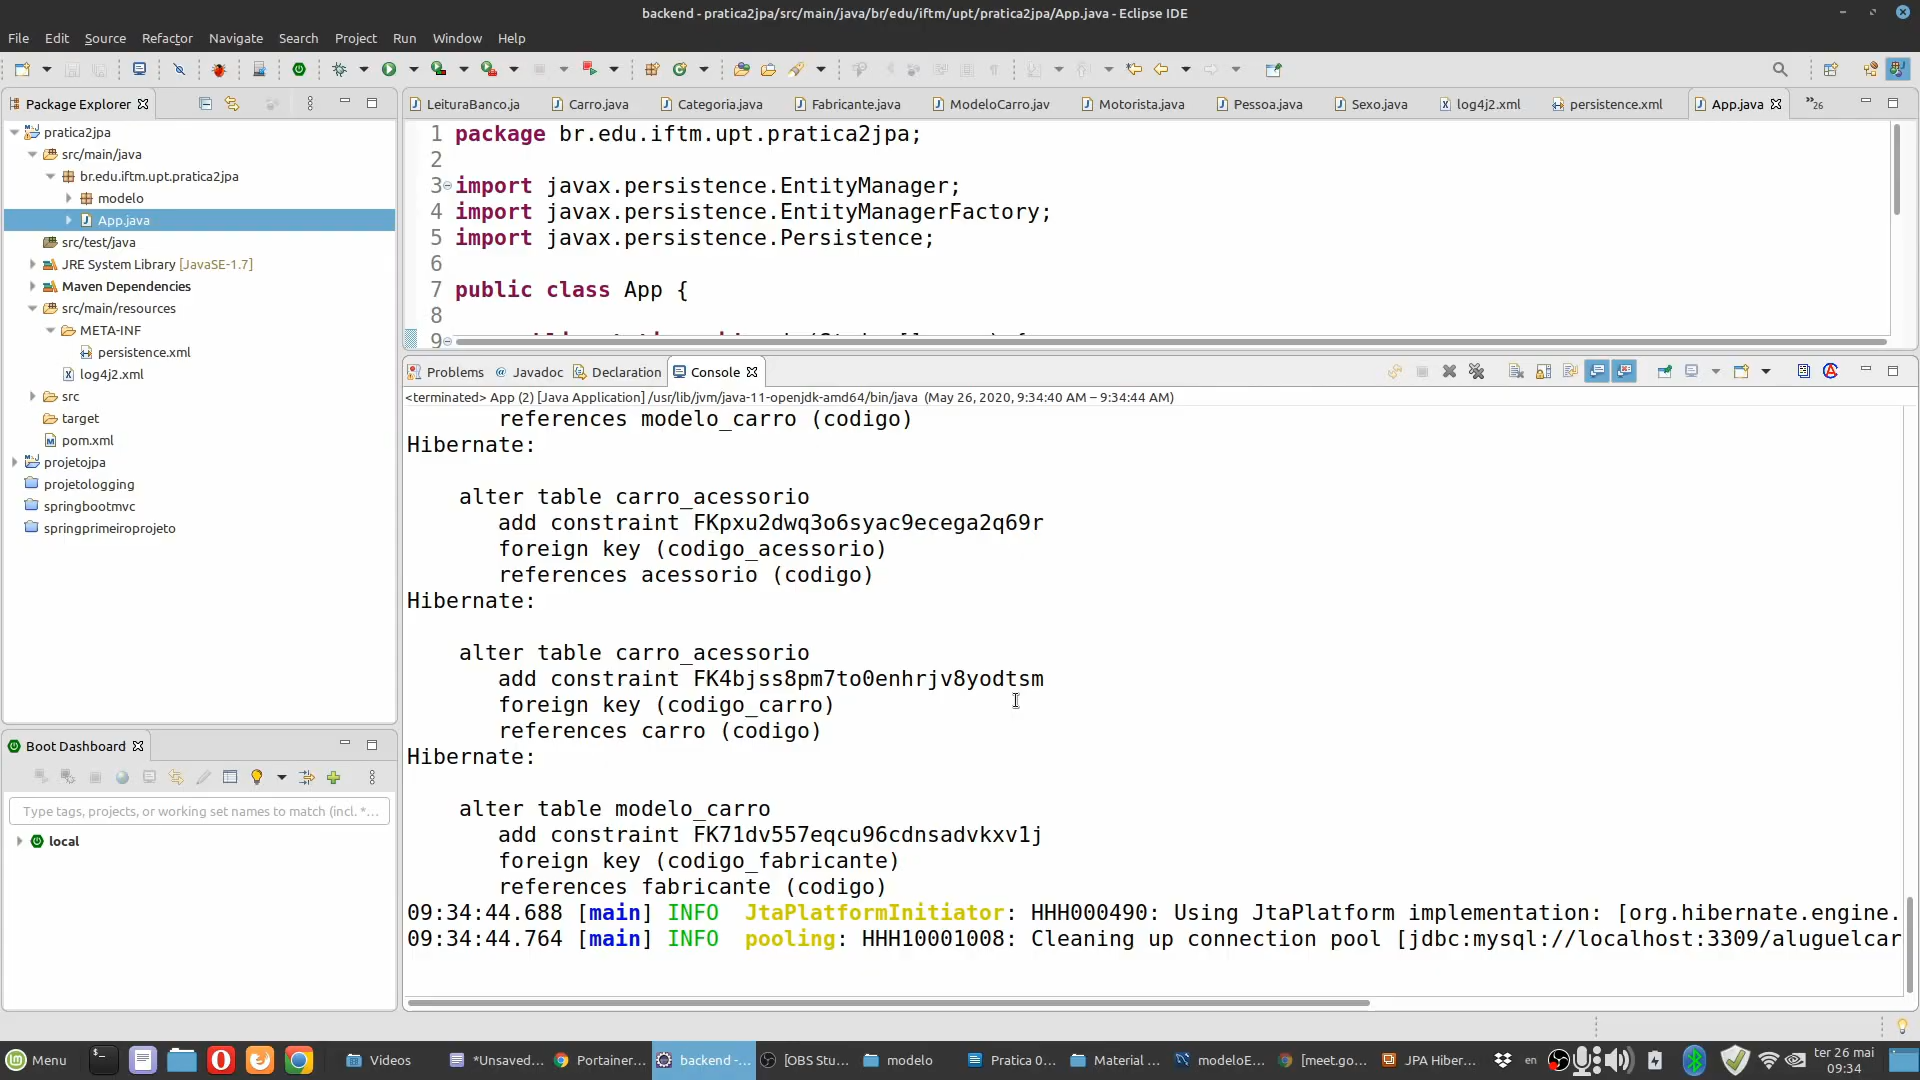 backend - pratica2jpa/src/main/java/br/edu/iftm/upt/pratica2jpa/App.java - Eclipse IDE
File Edit Source Refactor Navigate Search Project Run Window Help
Package Explorer
pratica2jpa
src/main/java
br.edu.iftm.upt.pratica2jpa
modelo
App.java
src/test/java
JRE System Library [JavaSE-1.7]
Maven Dependencies
src/main/resources
META-INF
persistence.xml
log4j2.xml
src
target
pom.xml
projetojpa
projetologging
springbootmvc
springprimeiroprojeto
Boot Dashboard
Type tags, projects, or working set names to match (incl. *...
local
LeituraBanco.ja Carro.java Categoria.java Fabricante.java ModeloCarro.jav Motorista.java Pessoa.java Sexo.java log4j2.xml persistence.xml App.java »26
1 package br.edu.iftm.upt.pratica2jpa;
2
3 import javax.persistence.EntityManager;
4 import javax.persistence.EntityManagerFactory;
5 import javax.persistence.Persistence;
6
7 public class App {
8
9
Problems Javadoc Declaration Console
<terminated> App (2) [Java Application] /usr/lib/jvm/java-11-openjdk-amd64/bin/java (May 26, 2020, 9:34:40 AM – 9:34:44 AM)
references modelo_carro (codigo)
Hibernate:
alter table carro_acessorio
add constraint FKpxu2dwq3o6syac9ecega2q69r
foreign key (codigo_acessorio)
references acessorio (codigo)
Hibernate:
alter table carro_acessorio
add constraint FK4bjss8pm7to0enhrjv8yodtsm
foreign key (codigo_carro)
references carro (codigo)
Hibernate:
alter table modelo_carro
add constraint FK71dv557eqcu96cdnsadvkxv1j
foreign key (codigo_fabricante)
references fabricante (codigo)
09:34:44.688 [main] INFO JtaPlatformInitiator: HHH000490: Using JtaPlatform implementation: [org.hibernate.engine.
09:34:44.764 [main] INFO pooling: HHH10001008: Cleaning up connection pool [jdbc:mysql://localhost:3309/aluguelcar
Menu Videos *Unsaved... Portainer... backend -... [OBS Stu... modelo Pratica 0... Material ... modeloE... [meet.go... JPA Hiber... en ter 26 mai
09:34